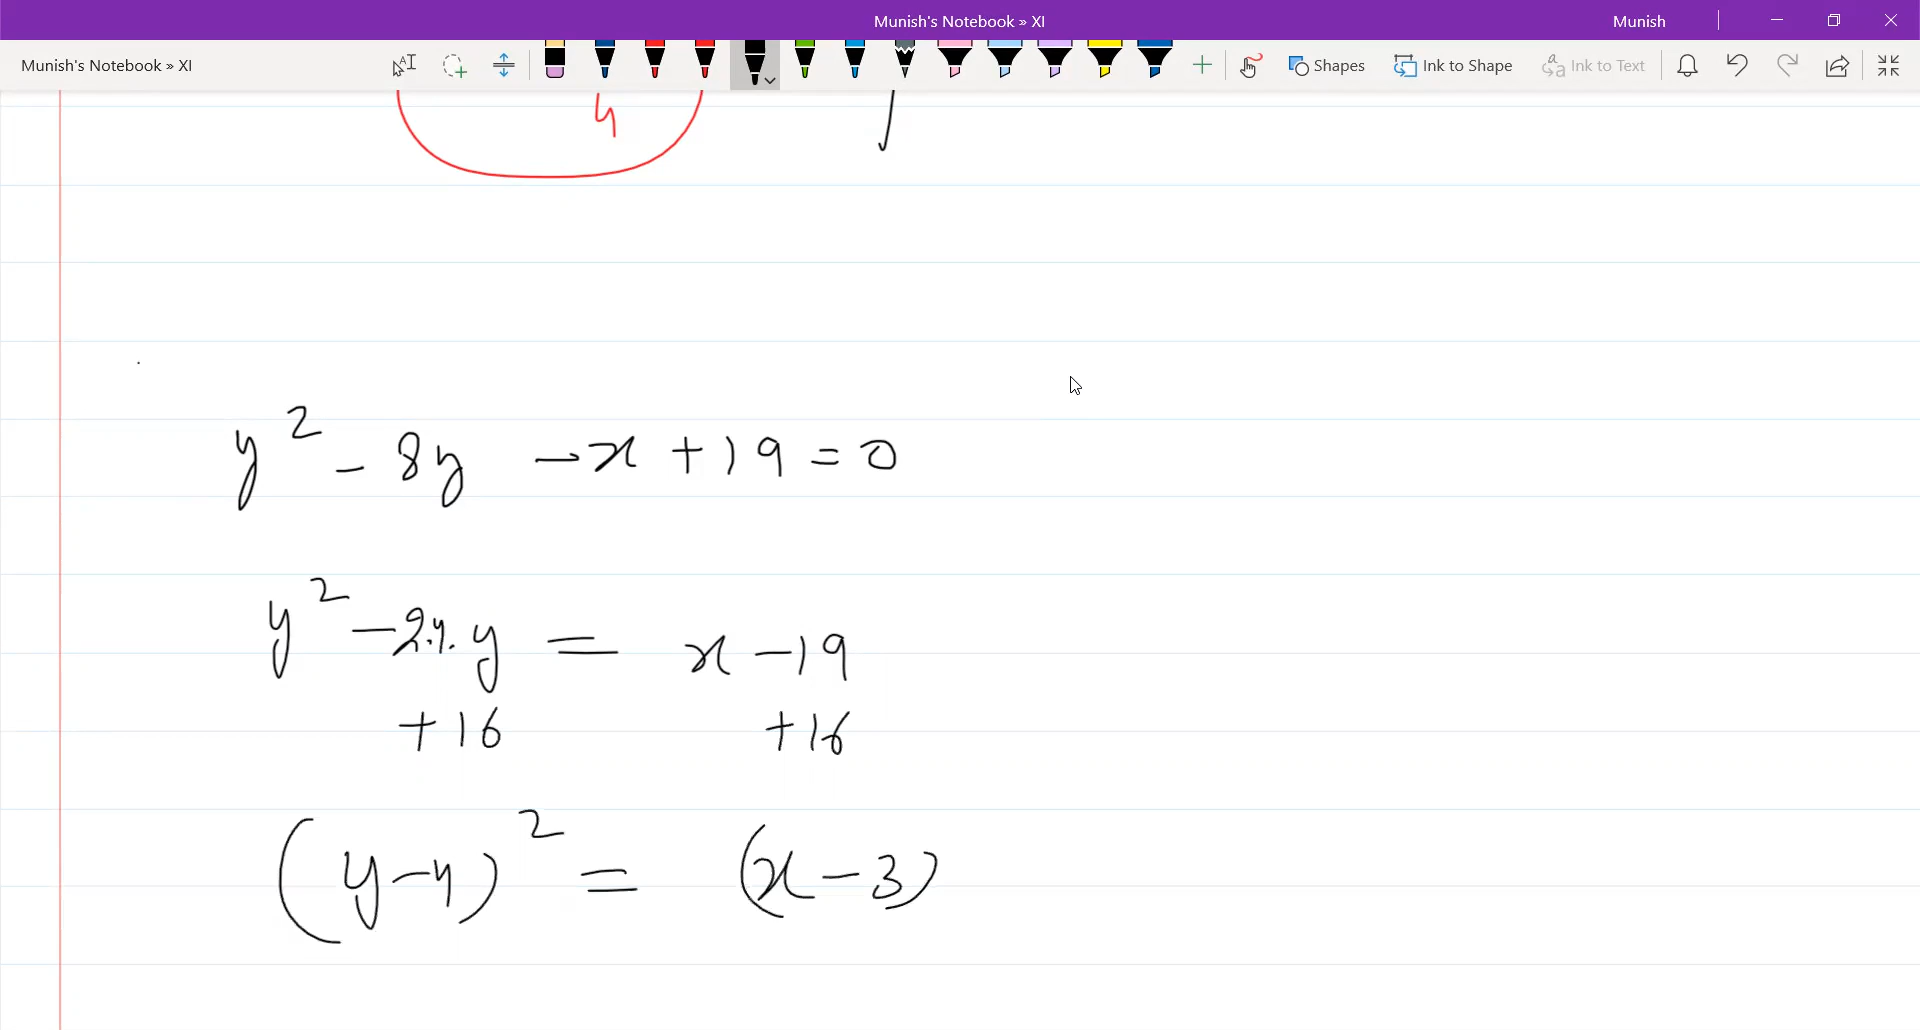 Munish's Notebook » XI
Munish
Munish's Notebook » XI
Shapes
Ink to Shape
Ink to Text
4
y² - 8y - x + 19 = 0
y² - 2.4.y = x - 19
+16 +16
(y-4)² = (x-3)